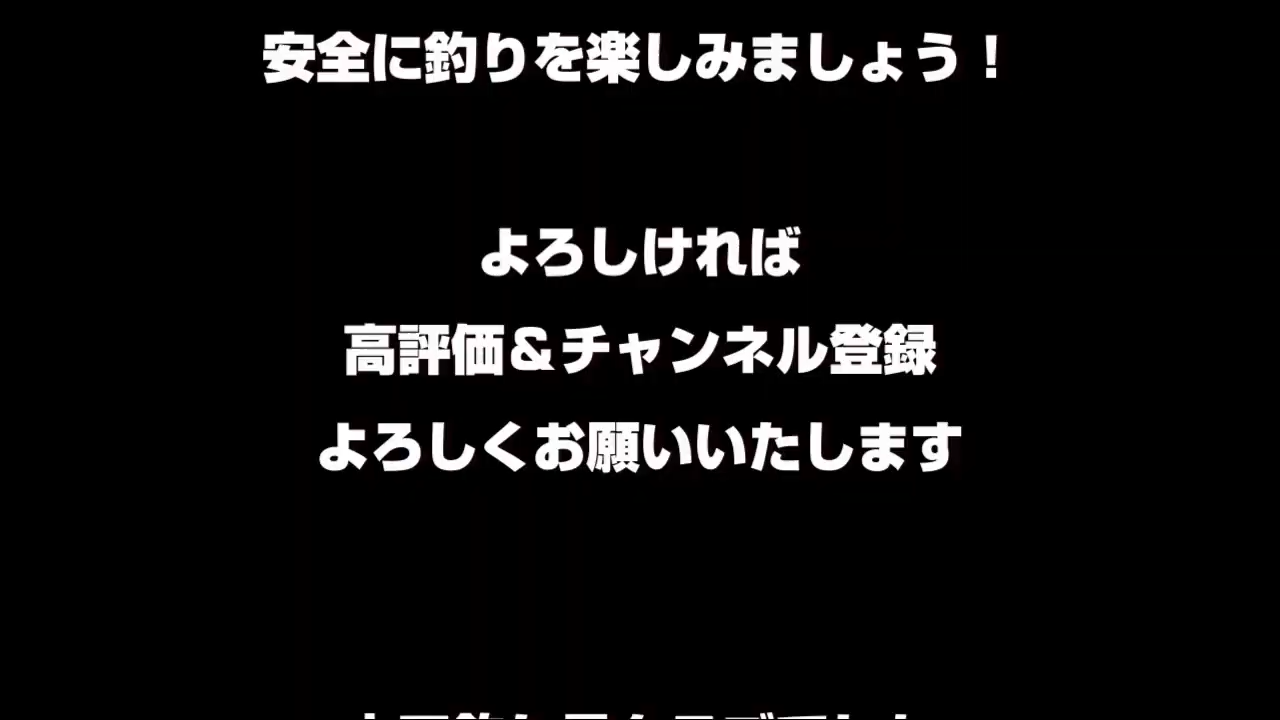 安全に釣りを楽しみましょう！
よろしければ
高評価＆チャンネル登録
よろしくお願いいたします